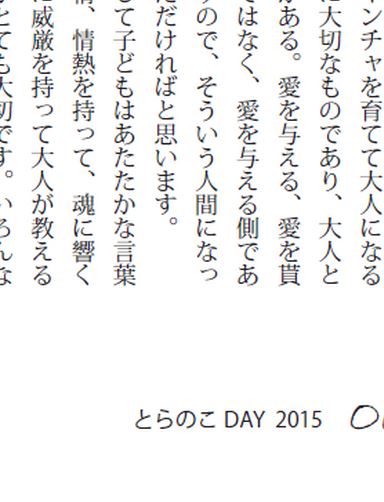 ンチャを育てて大人になる
に大切なものであり、大人と
がある。愛を与える、愛を貰
ではなく、愛を与える側であ
すので、そういう人間になっ
ただければと思います。
して子どもはあたたかな言葉
情、情熱を持って、魂に響く
に威厳を持って大人が教える
とても大切です。いろんな
とらのこ DAY 2015